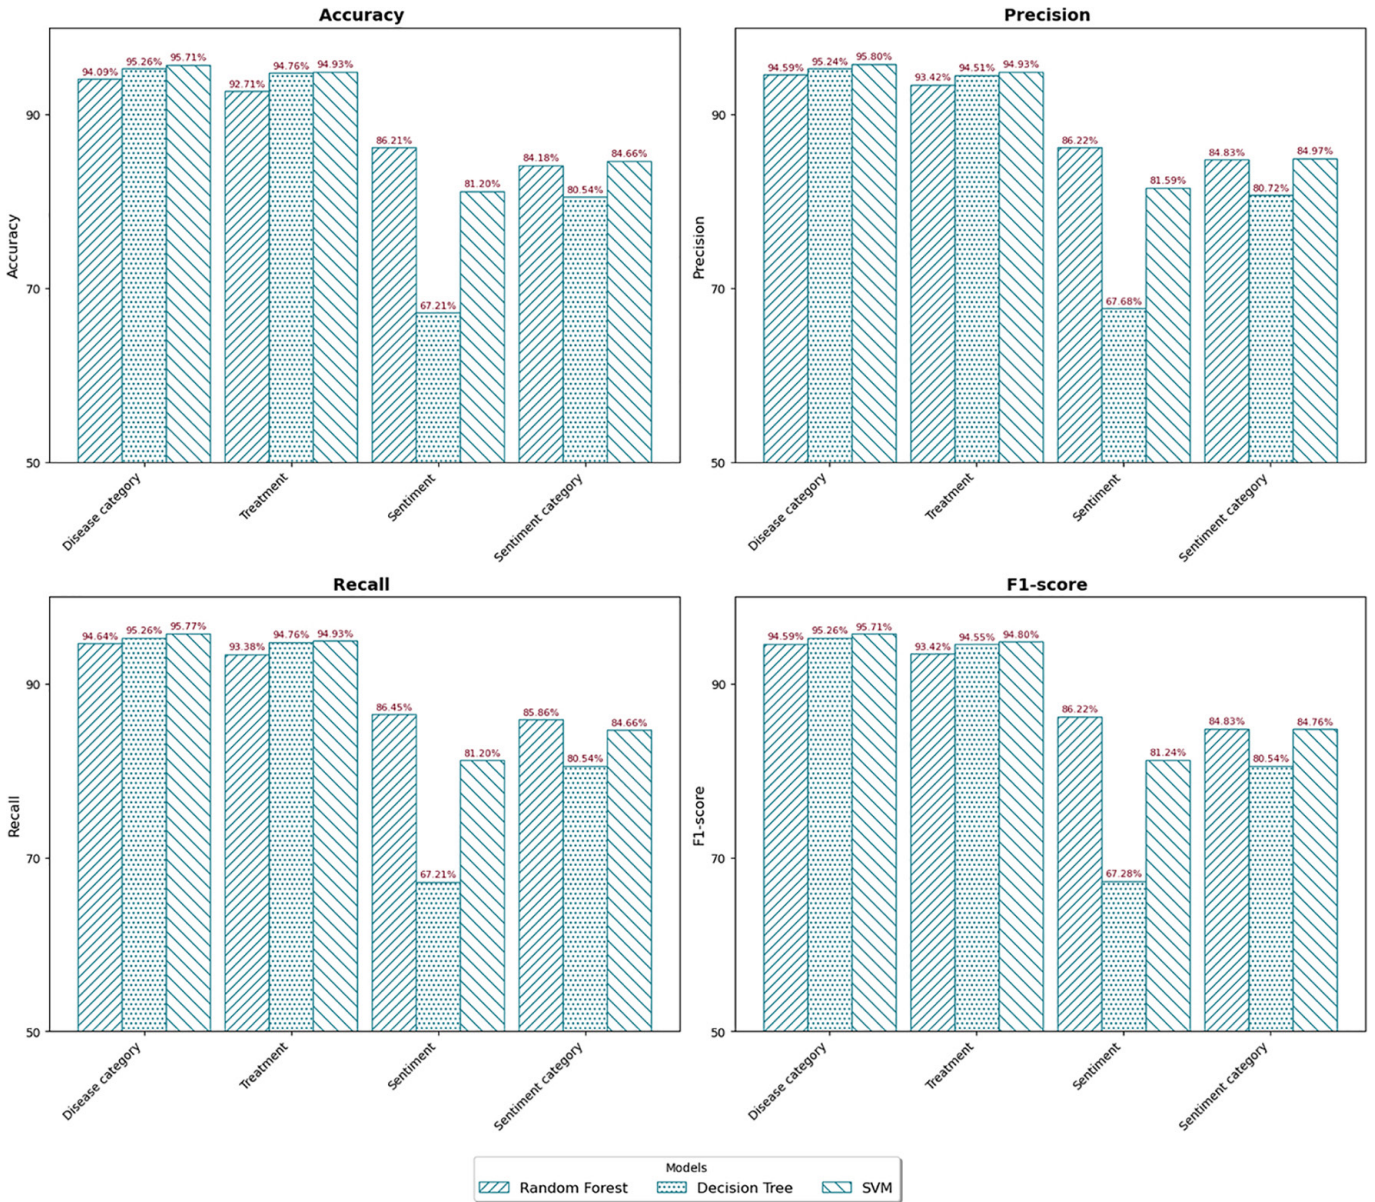 Accuracy
94.09% 95.26% 95.71%
92.71% 94.76% 94.93%
86.21% 67.21% 81.20%
84.18% 80.54% 84.66%
Accuracy
90
70
50
Disease category
Treatment
Sentiment
Sentiment category
Precision
94.59% 95.24% 95.80%
93.42% 94.51% 94.93%
86.22% 67.68% 81.59%
84.83% 80.72% 84.97%
Precision
90
70
50
Disease category
Treatment
Sentiment
Sentiment category
Recall
94.64% 95.26% 95.77%
93.38% 94.76% 94.93%
86.45% 67.21% 81.20%
85.86% 80.54% 84.66%
Recall
90
70
50
Disease category
Treatment
Sentiment
Sentiment category
F1-score
94.59% 95.26% 95.71%
93.42% 94.55% 94.80%
86.22% 67.28% 81.24%
84.83% 80.54% 84.76%
F1-score
90
70
50
Disease category
Treatment
Sentiment
Sentiment category
Models
Random Forest Decision Tree SVM